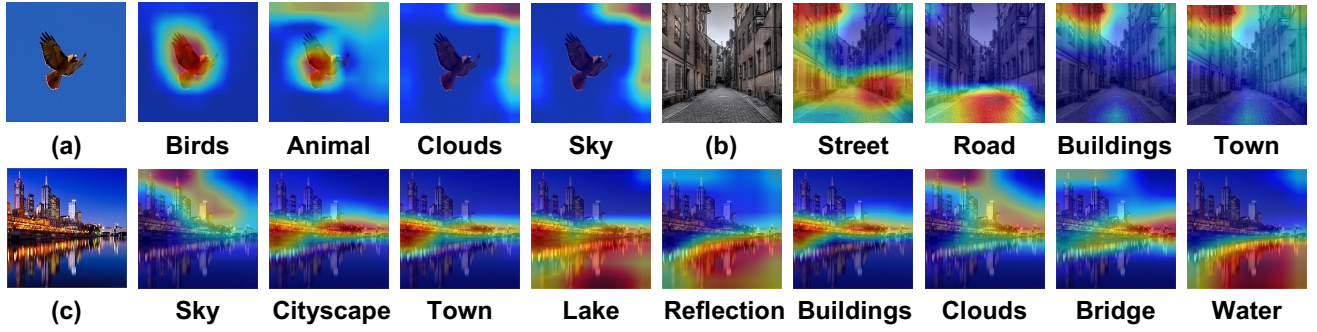 (a) Birds Animal Clouds Sky (b) Street Road Buildings Town
(c) Sky Cityscape Town Lake Reflection Buildings Clouds Bridge Water